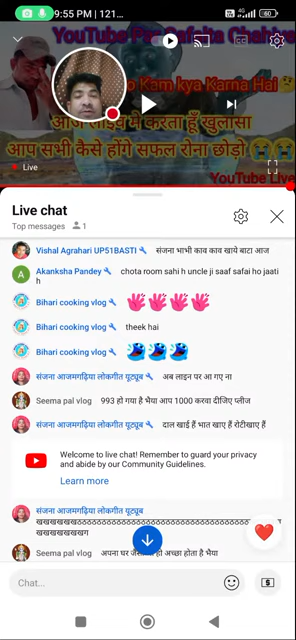 9:55 PM | 121...
4G
60
YouTube Par Safalta Chahiye
to Kam kya Karna Hai
आज लाइव में करता हूँ खुलासा
आप सभी कैसे होंगे सफल रोना छोड़ो
Live
YouTube Live
Live chat
Top messages 1
Vishal Agrahari UP51BASTI संजना भाभी काव काव खाये बाटा आज
A Akanksha Pandey chota room sahi h uncle ji saaf safai ho jaati
h
Bihari cooking vlog
Bihari cooking vlog theek hai
Bihari cooking vlog
संजना आजमगढ़िया लोकगीत यूट्यूब अब लाइन पर आ गए ना
Seema pal vlog 993 हो गया है भैया आप 1000 करवा दीजिए प्लीज
संजना आजमगढ़िया लोकगीत यूट्यूब दाल खाई हैं भात खाए हैं रोटीखाए हैं
Welcome to live chat! Remember to guard your privacy
and abide by our Community Guidelines.
Learn more
संजना आजमगढ़िया लोकगीत यूट्यूब
Seema pal vlog अपना घर हो अच्छा होता है भैया
Chat...